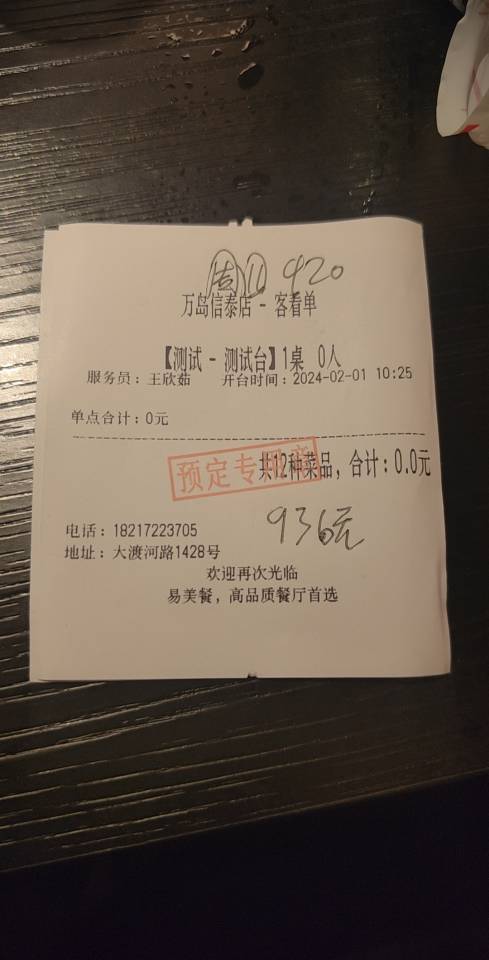 920
万岛信泰店 - 客看单
【测试 - 测试台】1桌 0人
服务员：王欣茹 开台时间：2024-02-01 10:25
单点合计：0元
预定专用章
共12种菜品，合计：0.0元
936元
电话：18217223705
地址：大渡河路1428号
欢迎再次光临
易美餐，高品质餐厅首选